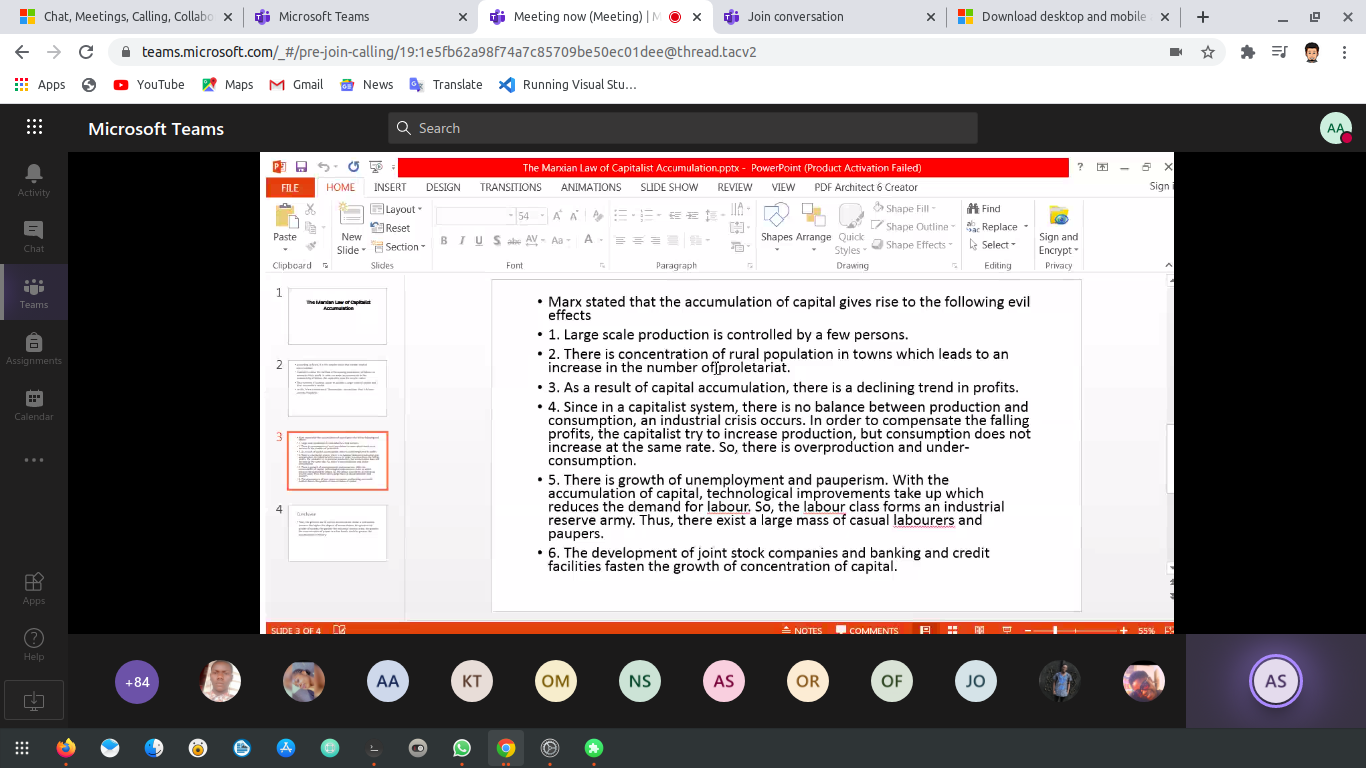 Chat, Meetings, Calling, Collabo
Microsoft Teams
Meeting now (Meeting) | M
Join conversation
Download desktop and mobile
teams.microsoft.com/_#/pre-join-calling/19:1e5fb62a98f74a7c85709be50ec01dee@thread.tacv2
Apps
YouTube
Maps
Gmail
News
Translate
Running Visual Stu…
Microsoft Teams
Search
AA
Activity
Chat
Teams
Assignments
Calendar
Apps
Help
The Marxian Law of Capitalist Accumulation.pptx - PowerPoint (Product Activation Failed)
FILE HOME INSERT DESIGN TRANSITIONS ANIMATIONS SLIDE SHOW REVIEW VIEW PDF Architect 6 Creator
Sign i
Paste
New
Slide
Layout
Reset
Section
54
B I U S abc AV Aa A
Shapes Arrange Quick
Styles
Shape Fill
Shape Outline
Shape Effects
Find
Replace
Select
Sign and
Encrypt
Clipboard Slides Font Paragraph Drawing Editing Privacy
1
The Marxian Law of Capitalist
Accumulation
2
3
4
• Marx stated that the accumulation of capital gives rise to the following evil
effects
• 1. Large scale production is controlled by a few persons.
• 2. There is concentration of rural population in towns which leads to an
increase in the number of proletariat.
• 3. As a result of capital accumulation, there is a declining trend in profits.
• 4. Since in a capitalist system, there is no balance between production and
consumption, an industrial crisis occurs. In order to compensate the falling
profits, the capitalist try to increase production, but consumption does not
increase at the same rate. So, there is overproduction and under-
consumption.
• 5. There is growth of unemployment and pauperism. With the
accumulation of capital, technological improvements take up which
reduces the demand for labour. So, the labour class forms an industrial
reserve army. Thus, there exist a large mass of casual labourers and
paupers.
• 6. The development of joint stock companies and banking and credit
facilities fasten the growth of concentration of capital.
SLIDE 3 OF 4
NOTES
COMMENTS
55%
+84
AA
KT
OM
NS
AS
OR
OF
JO
AS